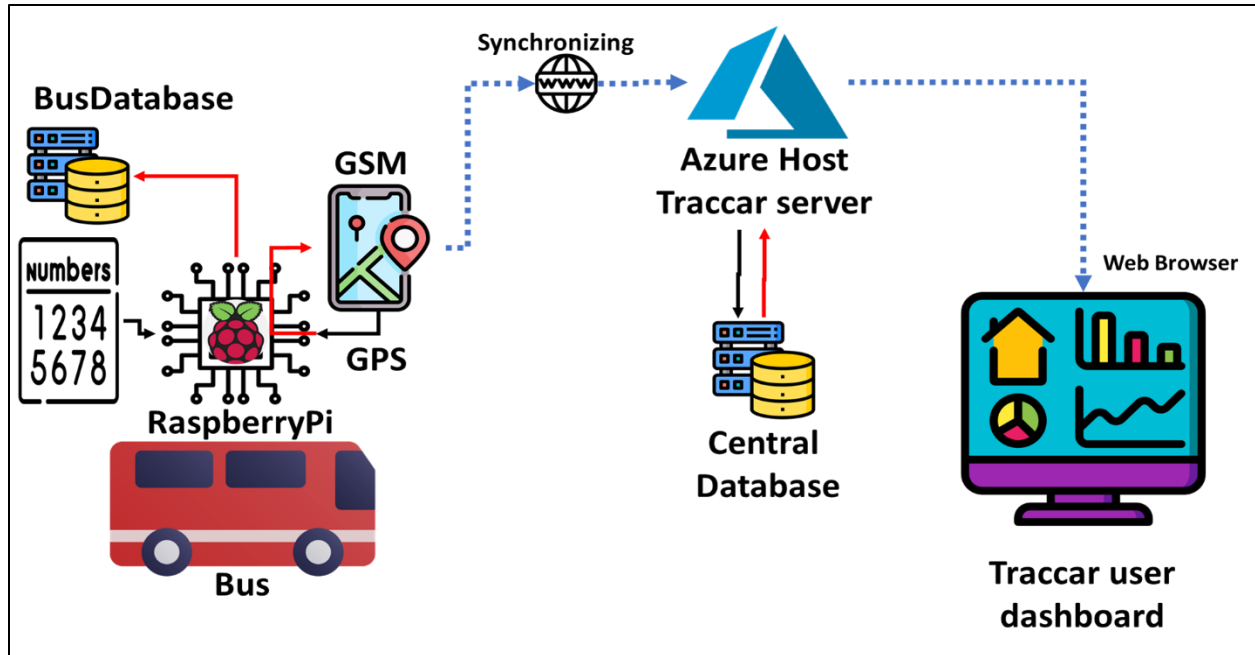 Synchronizing
WWW
BusDatabase
GSM
Azure Host
Traccar server
Numbers
1234
5678
Web Browser
GPS
RaspberryPi
Central
Database
Bus
Traccar user
dashboard